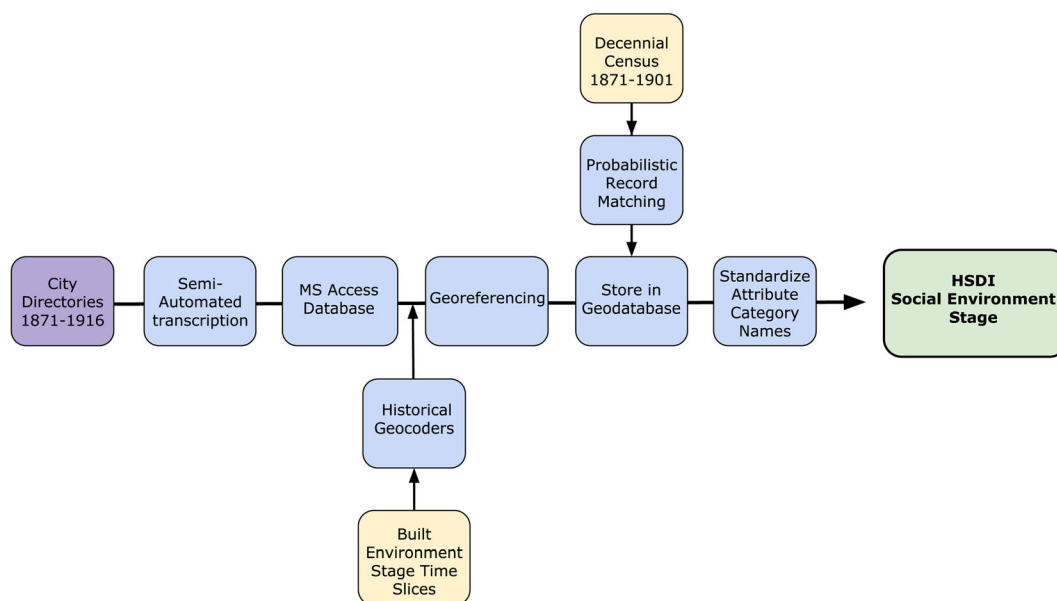 Decennial
Census
1871-1901
Probabilistic
Record
Matching
City
Directories
1871-1916
Semi-
Automated
transcription
MS Access
Database
Georeferencing
Store in
Geodatabase
Standardize
Attribute
Category
Names
HSDI
Social Environment
Stage
Historical
Geocoders
Built
Environment
Stage Time
Slices